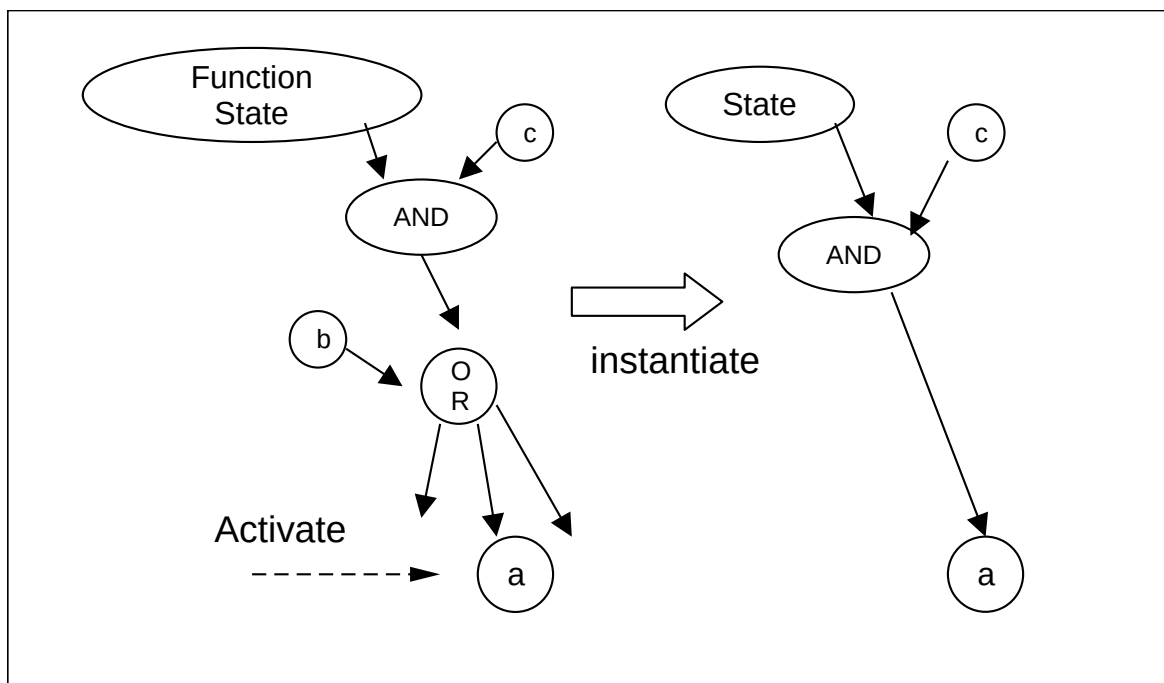 Function
State
c
AND
b
O
R
Activate
a
instantiate
State
c
AND
a